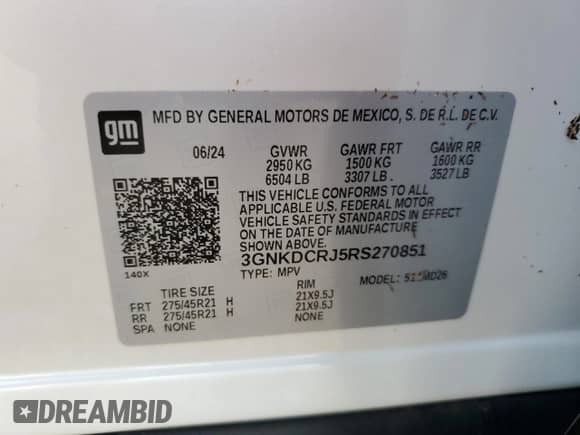 gm
MFD BY GENERAL MOTORS DE MEXICO, S. DE R.L. DE C.V.
06/24 GVWR GAWR FRT GAWR RR
2950 KG 1500 KG 1600 KG
6504 LB 3307 LB 3527 LB
THIS VEHICLE CONFORMS TO ALL
APPLICABLE U.S. FEDERAL MOTOR
VEHICLE SAFETY STANDARDS IN EFFECT
ON THE DATE OF MANUFACTURE
SHOWN ABOVE.
3GNKDCRJ5RS270851
140X TYPE: MPV MODEL:
TIRE SIZE RIM
FRT 275/45R21 H 21X9.5J
RR 275/45R21 H 21X9.5J
SPA NONE NONE
DREAMBID